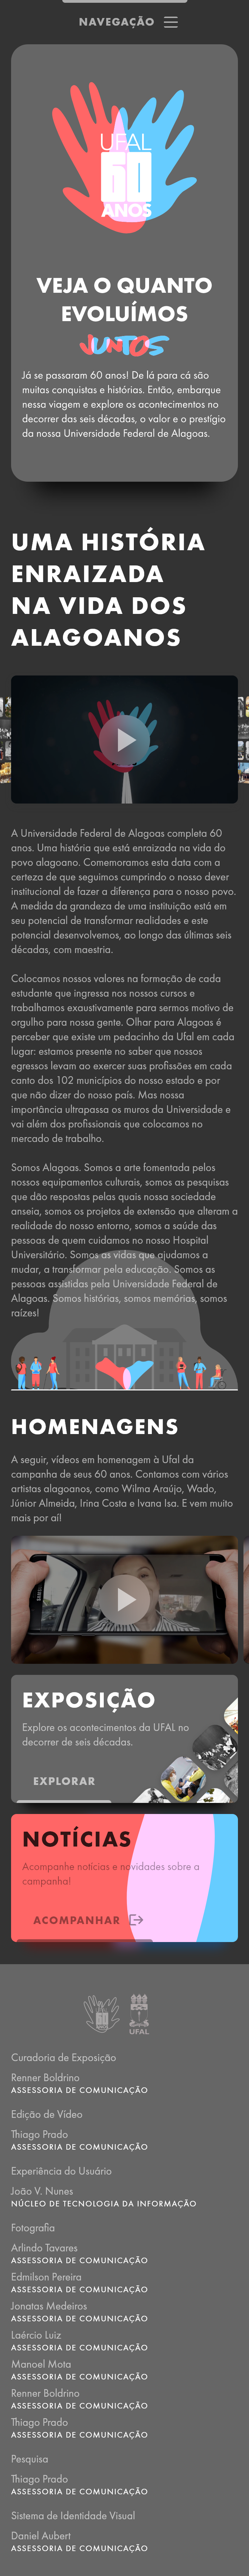 NAVEGAÇÃO
UFAL
60
ANOS
VEJA O QUANTO
EVOLUÍMOS
JUNTOS
Já se passaram 60 anos! De lá para cá são
muitas conquistas e histórias. Então, embarque
nessa viagem e explore os acontecimentos no
decorrer das seis décadas, o valor e o prestígio
da nossa Universidade Federal de Alagoas.
UMA HISTÓRIA
ENRAIZADA
NA VIDA DOS
ALAGOANOS
A Universidade Federal de Alagoas completa 60
anos. Uma história que está enraizada na vida do
povo alagoano. Comemoramos esta data com a
certeza de que seguimos cumprindo o nosso dever
institucional de fazer a diferença para o nosso povo.
A medida da grandeza de uma instituição está em
seu potencial de transformar realidades e este
potencial desenvolvemos, ao longo das últimas seis
décadas, com maestria.
Colocamos nossos valores na formação de cada
estudante que ingressa nos nossos cursos e
trabalhamos exaustivamente para sermos motivo de
orgulho para nossa gente. Olhar para Alagoas é
perceber que existe um pedacinho da Ufal em cada
lugar: estamos presente no saber que nossos
egressos levam ao exercer suas profissões em cada
canto dos 102 municípios do nosso estado e por
que não dizer do nosso país. Mas nossa
importância ultrapassa os muros da Universidade e
vai além dos profissionais que colocamos no
mercado de trabalho.
Somos Alagoas. Somos a arte fomentada pelos
nossos equipamentos culturais, somos as pesquisas
que dão respostas pelas quais nossa sociedade
anseia, somos os projetos de extensão que alteram a
realidade do nosso entorno, somos a saúde das
pessoas de quem cuidamos no nosso Hospital
Universitário. Somos as vidas que ajudamos a
mudar, a transformar pela educação. Somos as
pessoas assistidas pela Universidade Federal de
Alagoas. Somos histórias, somos memórias, somos
raízes!
HOMENAGENS
A seguir, vídeos em homenagem à Ufal da
campanha de seus 60 anos. Contamos com vários
artistas alagoanos, como Wilma Araújo, Wado,
Júnior Almeida, Irina Costa e Ivana Isa. E vem muito
mais por aí!
SAMSUNG
EXPOSIÇÃO
Explore os acontecimentos da UFAL no
decorrer de seis décadas.
EXPLORAR
NOTÍCIAS
Acompanhe notícias e novidades sobre a
campanha!
ACOMPANHAR
UFAL
Curadoria de Exposição
Renner Boldrino
ASSESSORIA DE COMUNICAÇÃO
Edição de Vídeo
Thiago Prado
ASSESSORIA DE COMUNICAÇÃO
Experiência do Usuário
João V. Nunes
NÚCLEO DE TECNOLOGIA DA INFORMAÇÃO
Fotografia
Arlindo Tavares
ASSESSORIA DE COMUNICAÇÃO
Edmilson Pereira
ASSESSORIA DE COMUNICAÇÃO
Jonatas Medeiros
ASSESSORIA DE COMUNICAÇÃO
Laércio Luiz
ASSESSORIA DE COMUNICAÇÃO
Manoel Mota
ASSESSORIA DE COMUNICAÇÃO
Renner Boldrino
ASSESSORIA DE COMUNICAÇÃO
Thiago Prado
ASSESSORIA DE COMUNICAÇÃO
Pesquisa
Thiago Prado
ASSESSORIA DE COMUNICAÇÃO
Sistema de Identidade Visual
Daniel Aubert
ASSESSORIA DE COMUNICAÇÃO